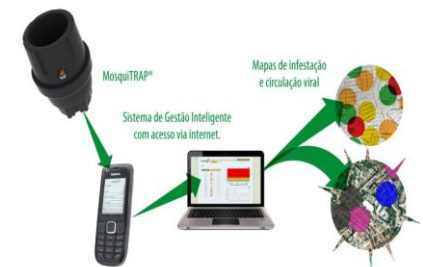 MosquiTRAP®
Sistema de Gestão Inteligente
com acesso via internet.
Mapas de infestação
e circulação viral